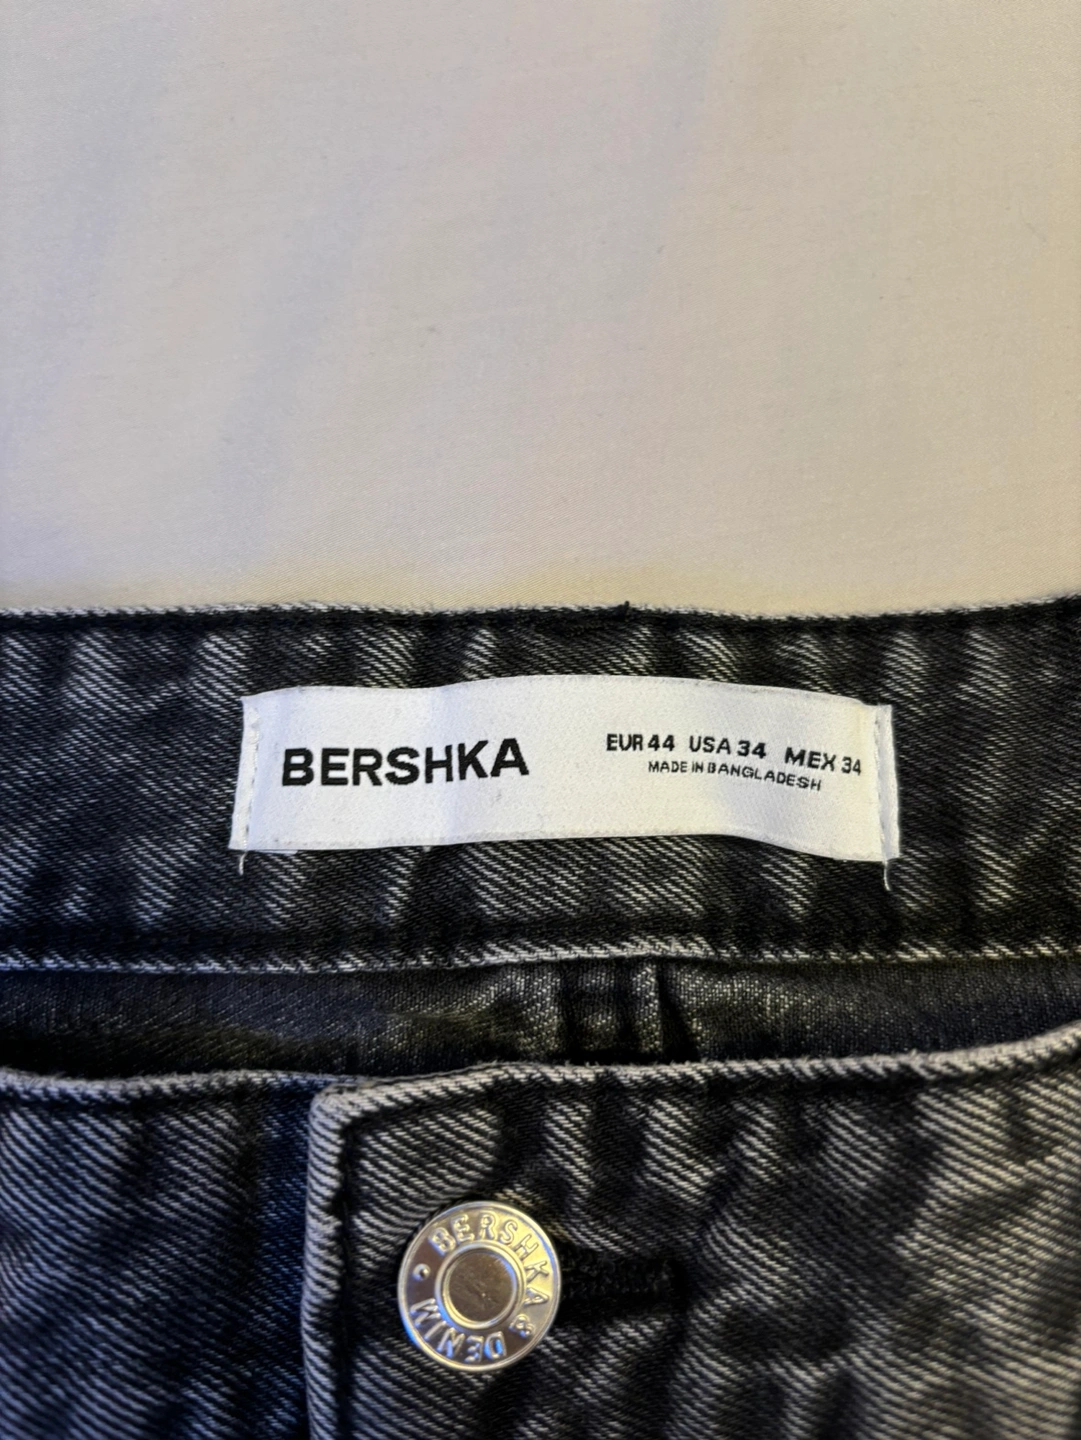 BERSHKA
EUR 44 USA 34 MEX 34
MADE IN BANGLADESH
BERSHKA & DENIM •